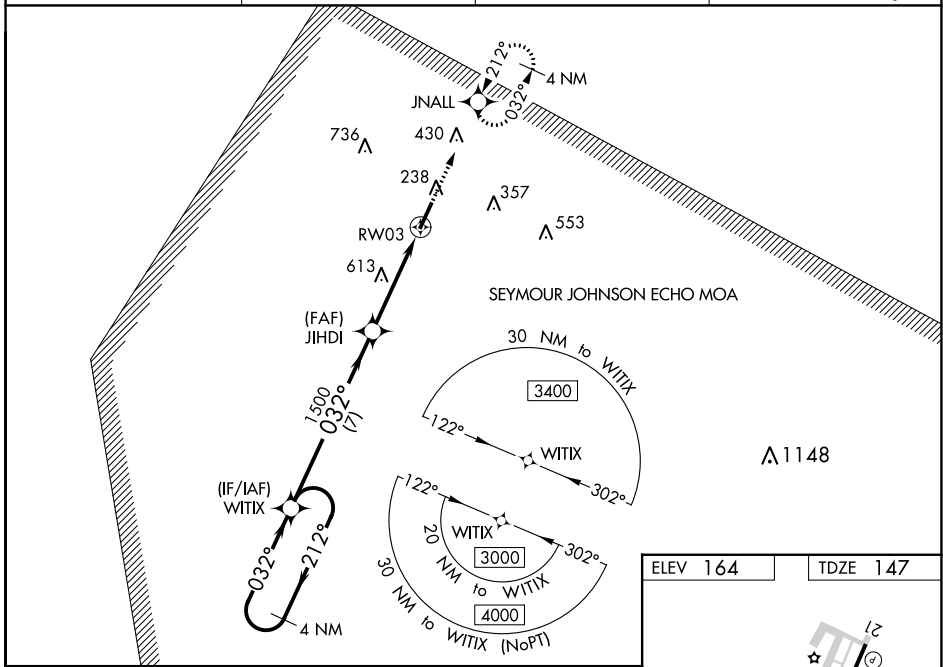 212°
032°
4 NM
JNALL
736
430
238
357
553
RW03
613
SEYMOUR JOHNSON ECHO MOA
(FAF)
JIHDI
30 NM to WITIX
3400
1500
032°
(7)
122°
WITIX
302°
1148
(IF/IAF)
WITIX
122°
WITIX
302°
20 NM to WITIX
3000
30 NM to WITIX (NoPT)
4000
032°
212°
4 NM
ELEV 164
TDZE 147
21
P